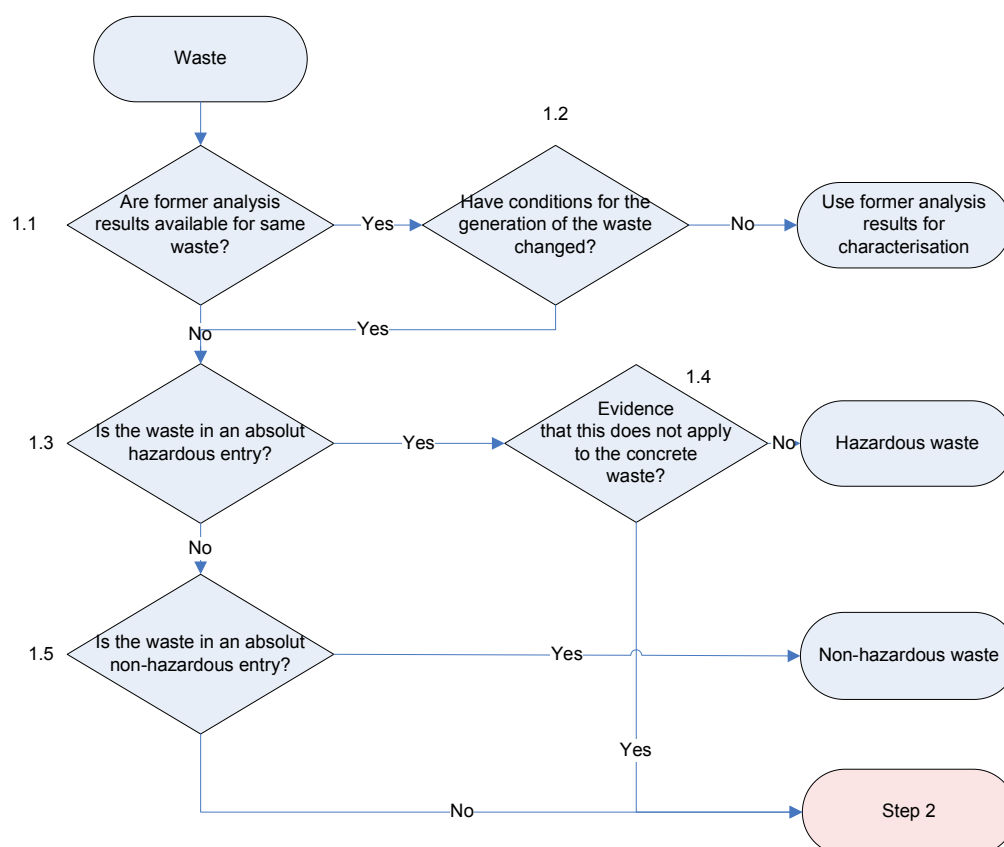 Waste
1.2
1.1
Are former analysis
results available for same
waste?
Yes
Have conditions for the
generation of the waste
changed?
No
Use former analysis
results for
characterisation
No
Yes
1.3
Is the waste in an absolut
hazardous entry?
Yes
1.4
Evidence
that this does not apply
to the concrete
waste?
No
Hazardous waste
No
1.5
Is the waste in an absolut
non-hazardous entry?
Yes
Non-hazardous waste
Yes
No
Step 2